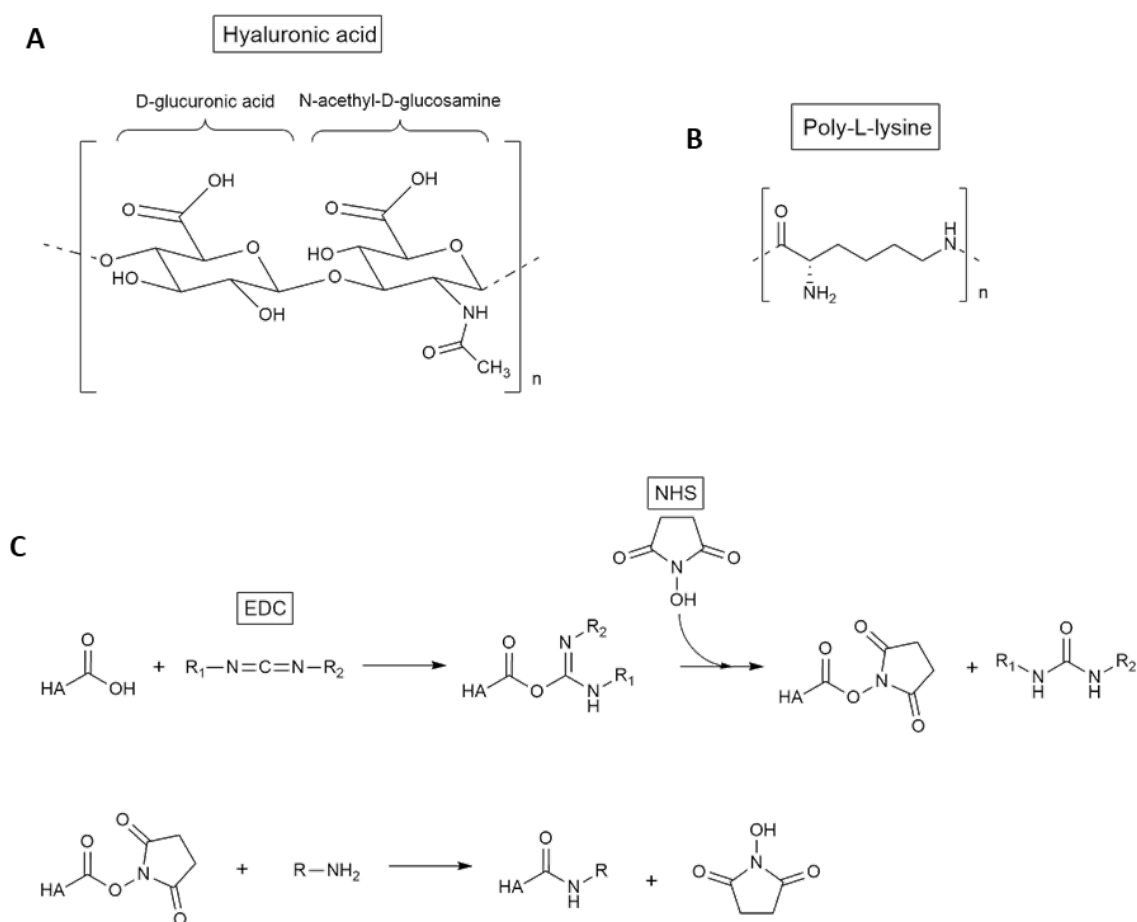 A
Hyaluronic acid
D-glucuronic acid N-acethyl-D-glucosamine
OH OH
O O
O HO O
O
HO O
OH NH
O
CH3
n
B
Poly-L-lysine
O
H
N
NH2
n
C
NHS
O N O
OH
EDC
O
HA OH
+
R1—N=C=N—R2
O N R2
HA O N R1
H
O
O O
HA O N
O
+
O
R1 N N R2
H H
O
O
HA O N
O
+
R—NH2
O
HA N R
H
+
OH
O N O